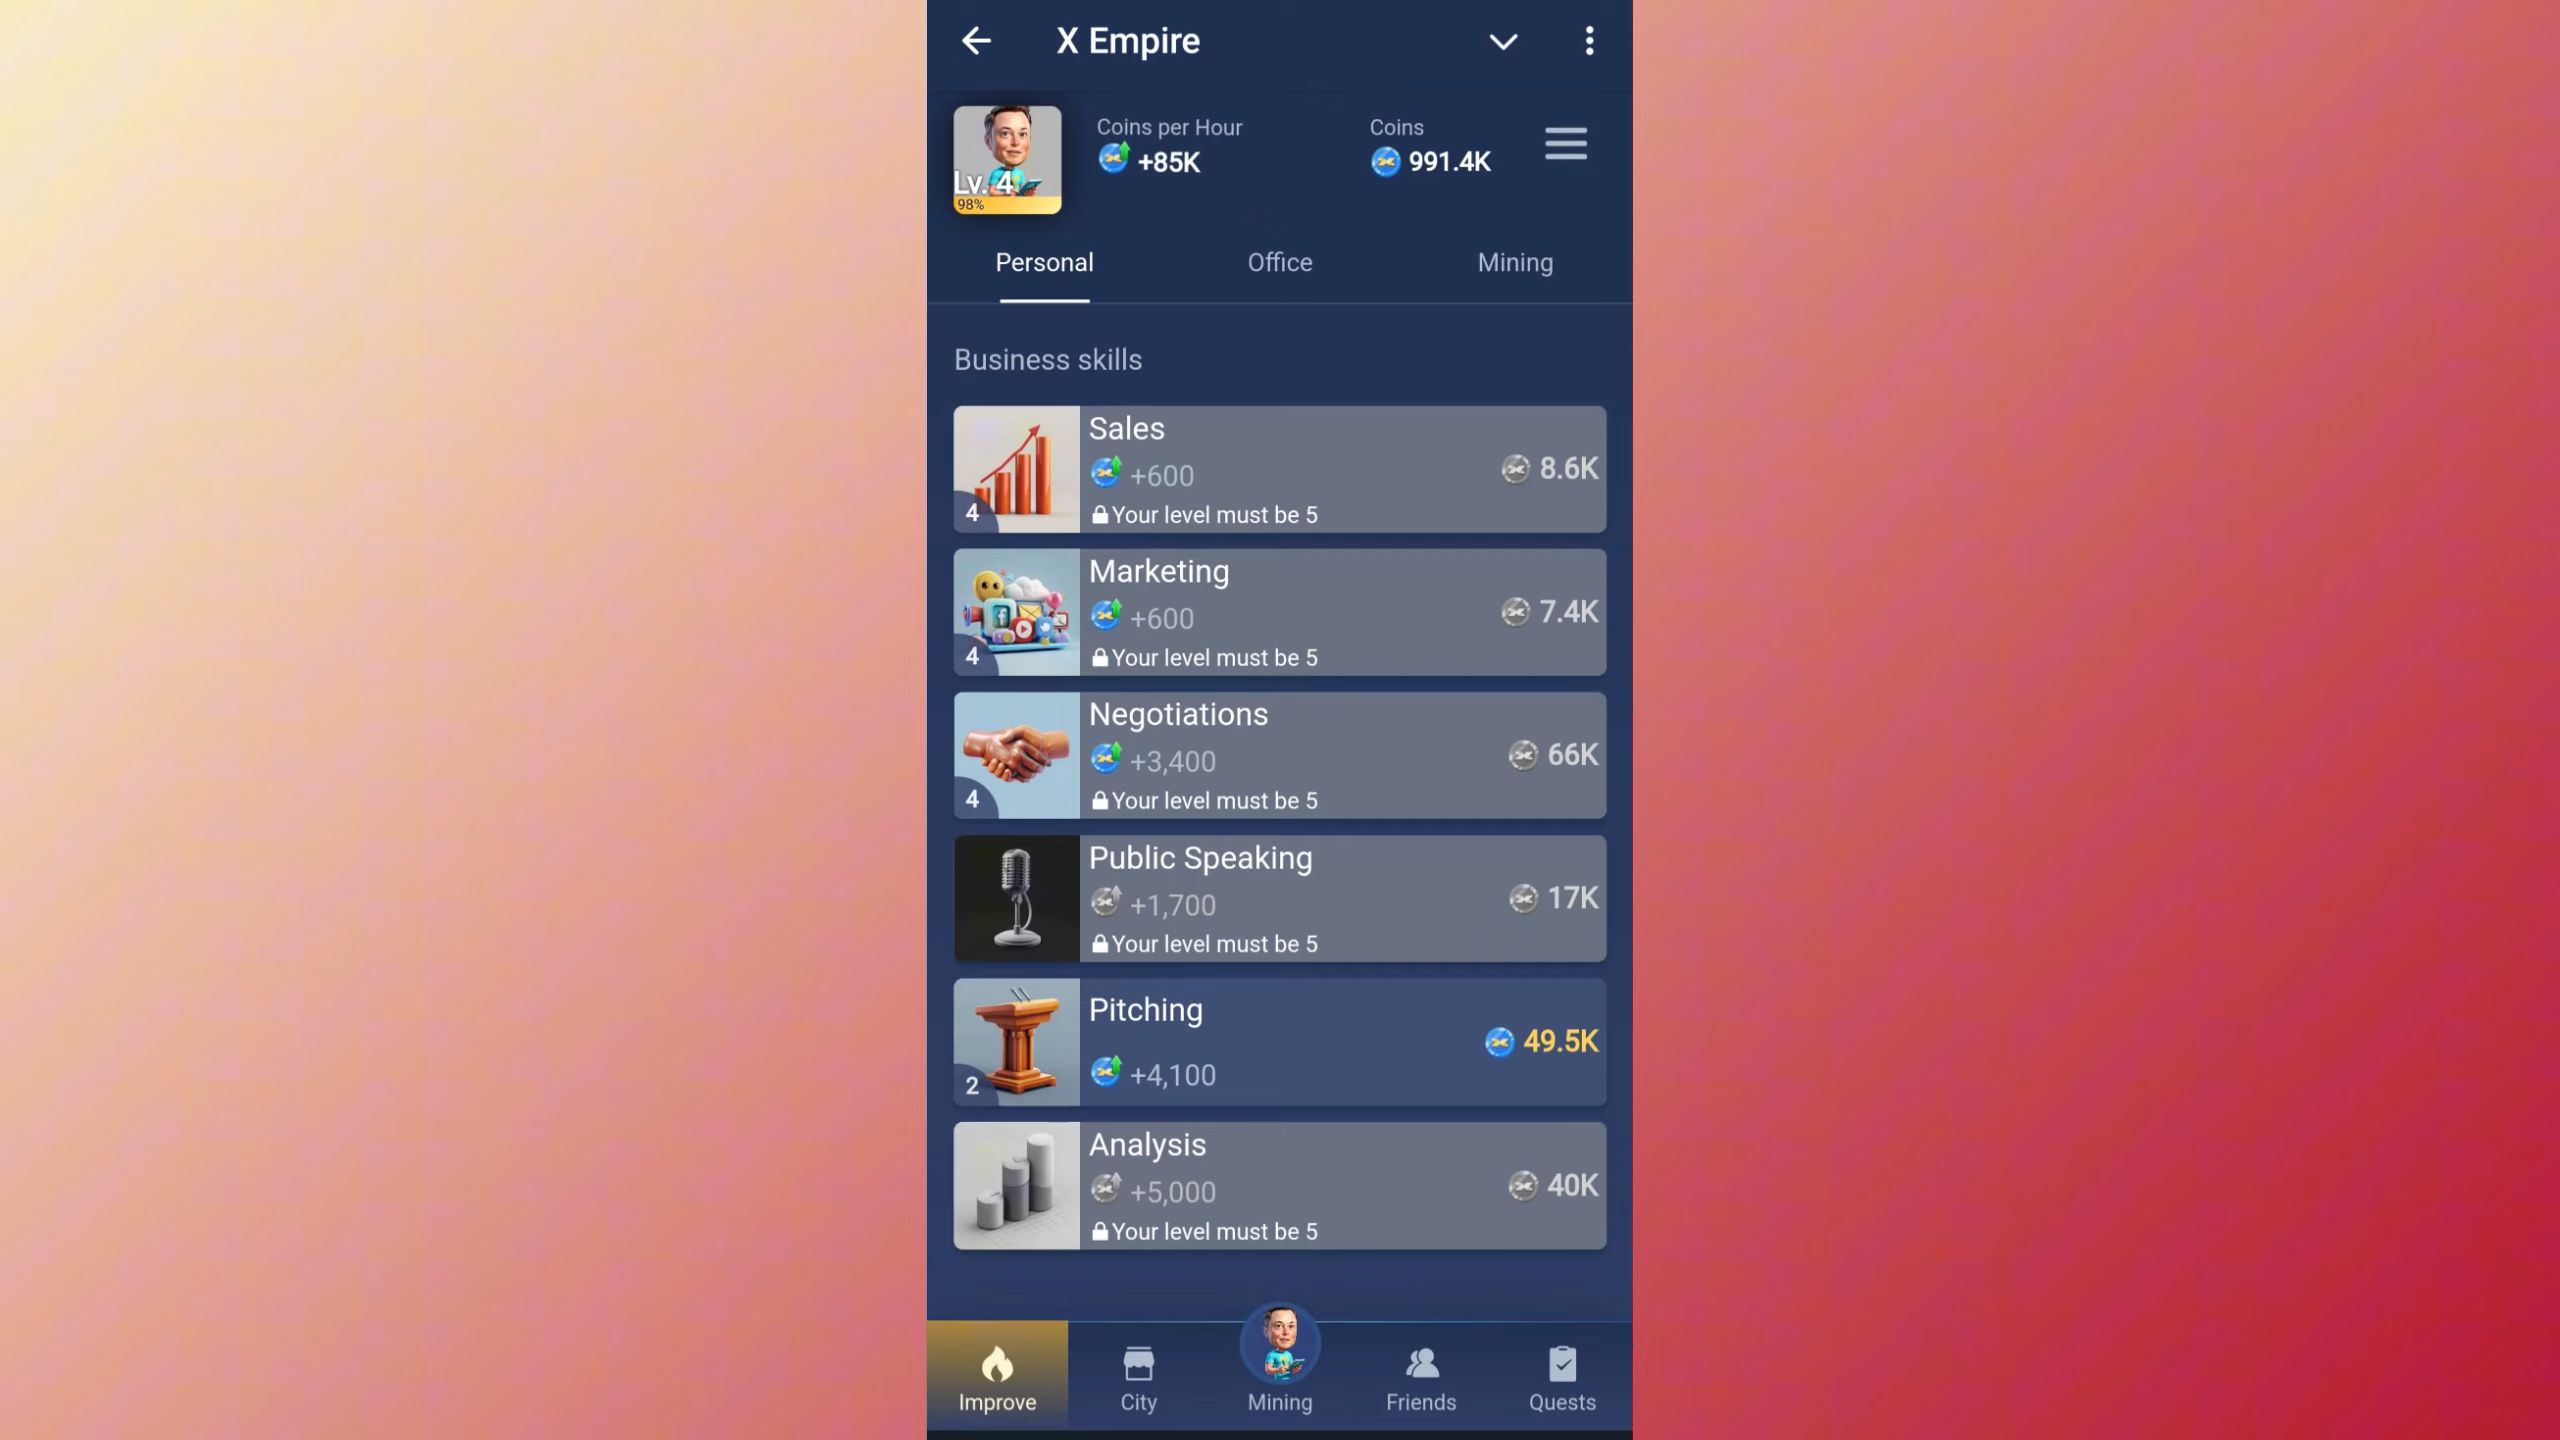 X Empire
Coins per Hour
+85K
Coins
991.4K
Lv. 4
98%
Personal
Office
Mining
Business skills
Sales
+600
8.6K
Your level must be 5
4
Marketing
+600
7.4K
Your level must be 5
4
Negotiations
+3,400
66K
Your level must be 5
4
Public Speaking
+1,700
17K
Your level must be 5
Pitching
49.5K
+4,100
2
Analysis
+5,000
40K
Your level must be 5
Improve
City
Mining
Friends
Quests